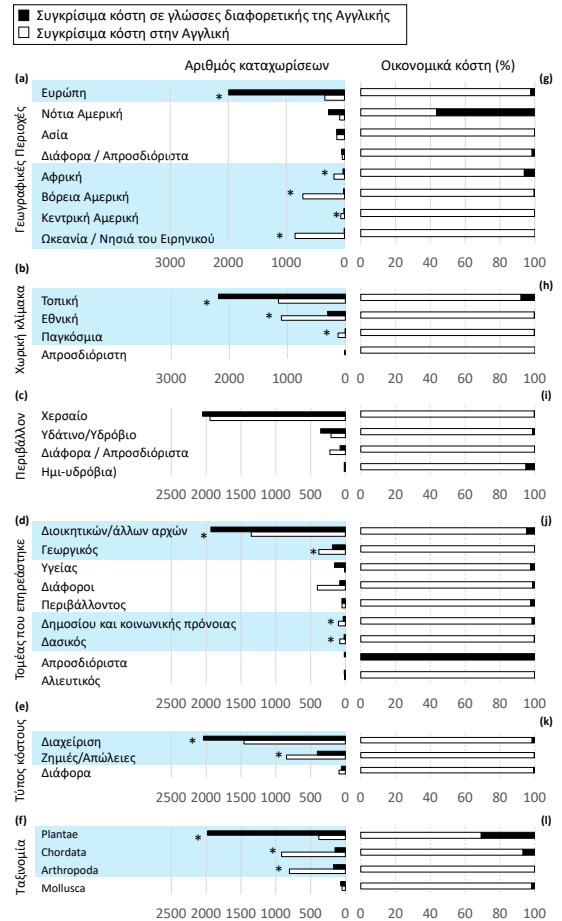 Συγκρίσιμα κόστη σε γλώσσες διαφορετικής της Αγγλικής
Συγκρίσιμα κόστη στην Αγγλική
Αριθμός καταχωρίσεων
Οικονομικά κόστη (%)
(a)
(g)
Γεωγραφικές Περιοχές
Ευρώπη
*
Νότια Αμερική
Ασία
Διάφορα / Απροσδιόριστα
Αφρική
*
Βόρεια Αμερική
*
Κεντρική Αμερική
*
Ωκεανία / Νησιά του Ειρηνικού
*
3000 2000 1000 0 0 20 40 60 80 100
(b)
(h)
Χωρική κλίμακα
Τοπική
*
Εθνική
*
Παγκόσμια
*
Απροσδιόριστη
3000 2000 1000 0 0 20 40 60 80 100
(c)
(i)
Περιβάλλον
Χερσαίο
Υδάτινο/Υδρόβιο
Διάφορα / Απροσδιόριστα
Ημι-υδρόβια)
2500 2000 1500 1000 500 0 0 20 40 60 80 100
(d)
(j)
Τομέας που επηρεάστηκε
Διοικητικών/άλλων αρχών
*
Γεωργικός
*
Υγείας
Διάφοροι
Περιβάλλοντος
Δημοσίου και κοινωνικής πρόνοιας
*
Δασικός
*
Απροσδιόριστα
Αλιευτικός
2500 2000 1500 1000 500 0 0 20 40 60 80 100
(e)
(k)
Τύπος κόστους
Διαχείριση
*
Ζημιές/Απώλειες
*
Διάφορα
2500 2000 1500 1000 500 0 0 20 40 60 80 100
(f)
(l)
Ταξινομία
Plantae
*
Chordata
*
Arthropoda
*
Mollusca
2500 2000 1500 1000 500 0 0 20 40 60 80 100